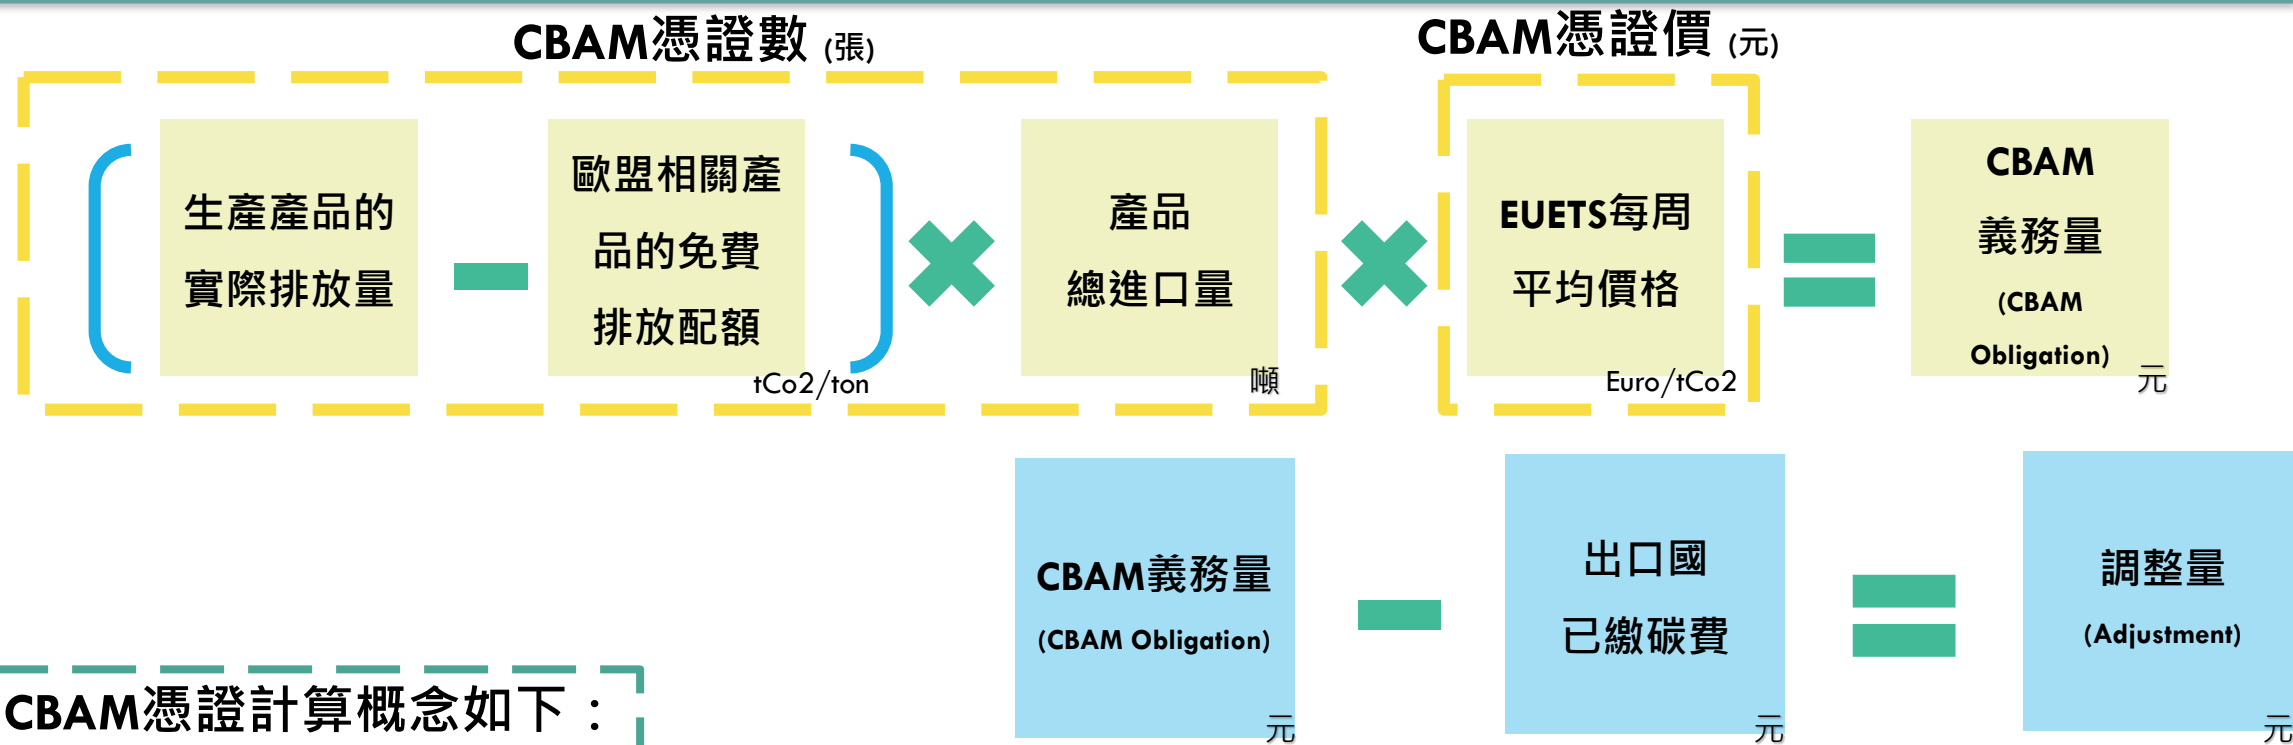 CBAM憑證數 (張)
CBAM憑證價 (元)
生產產品的
實際排放量
歐盟相關產
品的免費
排放配額
tCo2/ton
產品
總進口量
噸
EUETS每周
平均價格
Euro/tCo2
CBAM
義務量
(CBAM
Obligation)
元
CBAM義務量
(CBAM Obligation)
元
出口國
已繳碳費
元
調整量
(Adjustment)
元
CBAM憑證計算概念如下：